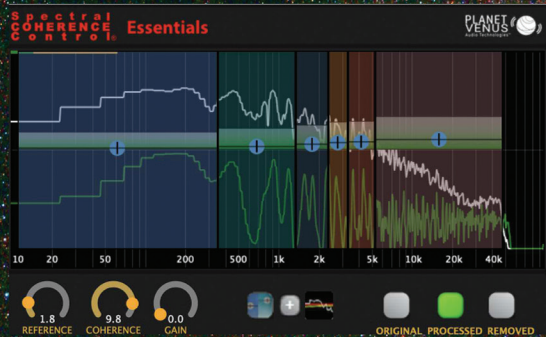 Spectral
COHERENCE
Control®
Essentials
PLANET
VENUS
Audio Technologies™
10 20 50 200 500 1k 2k 5k 10k 20k 40k
1.8 9.8 0.0
REFERENCE COHERENCE GAIN
ORIGINAL PROCESSED REMOVED